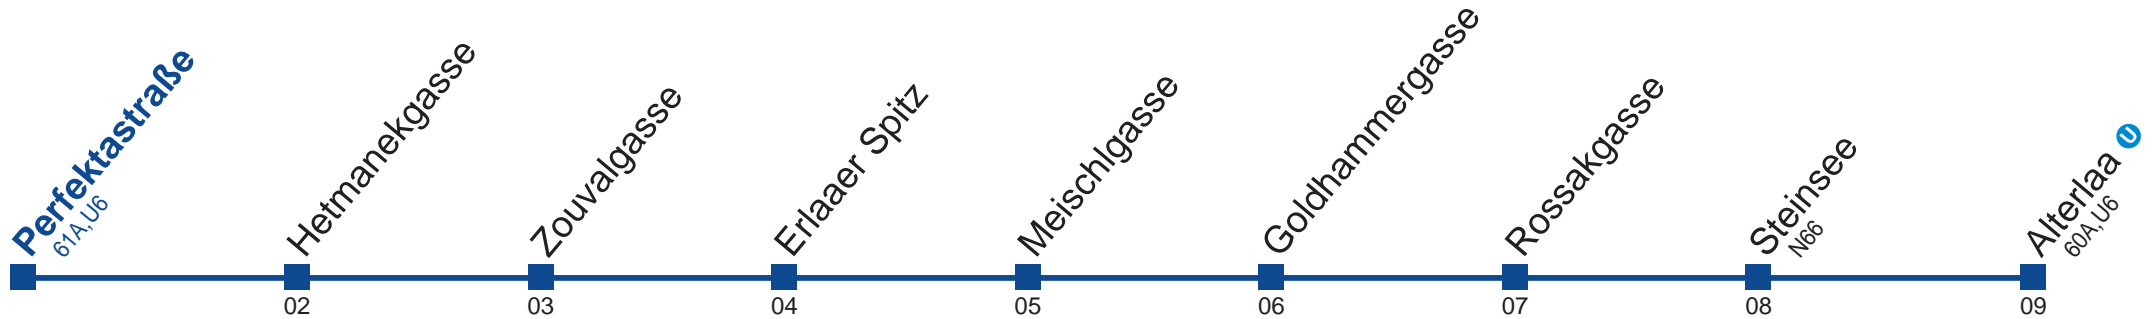 Perfektastraße
61A,U6
Hetmanekgasse
Zouvalgasse
Erlaaer Spitz
Meischlgasse
Goldhammergasse
Rossakgasse
Steinsee
N66
Alterlaa U
60A,U6
02
03
04
05
06
07
08
09